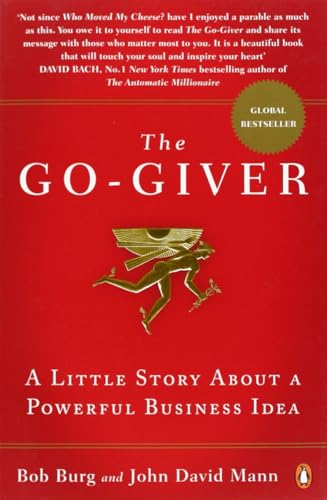 'Not since Who Moved My Cheese? have I enjoyed a parable as much
as this. You owe it to yourself to read The Go-Giver and share its
message with those who matter most to you. It is a beautiful book
that will touch your soul and inspire your heart'
DAVID BACH, No.1 New York Times bestselling author of
The Automatic Millionaire
GLOBAL
BESTSELLER
The
GO-GIVER
A LITTLE STORY ABOUT A
POWERFUL BUSINESS IDEA
Bob Burg and John David Mann